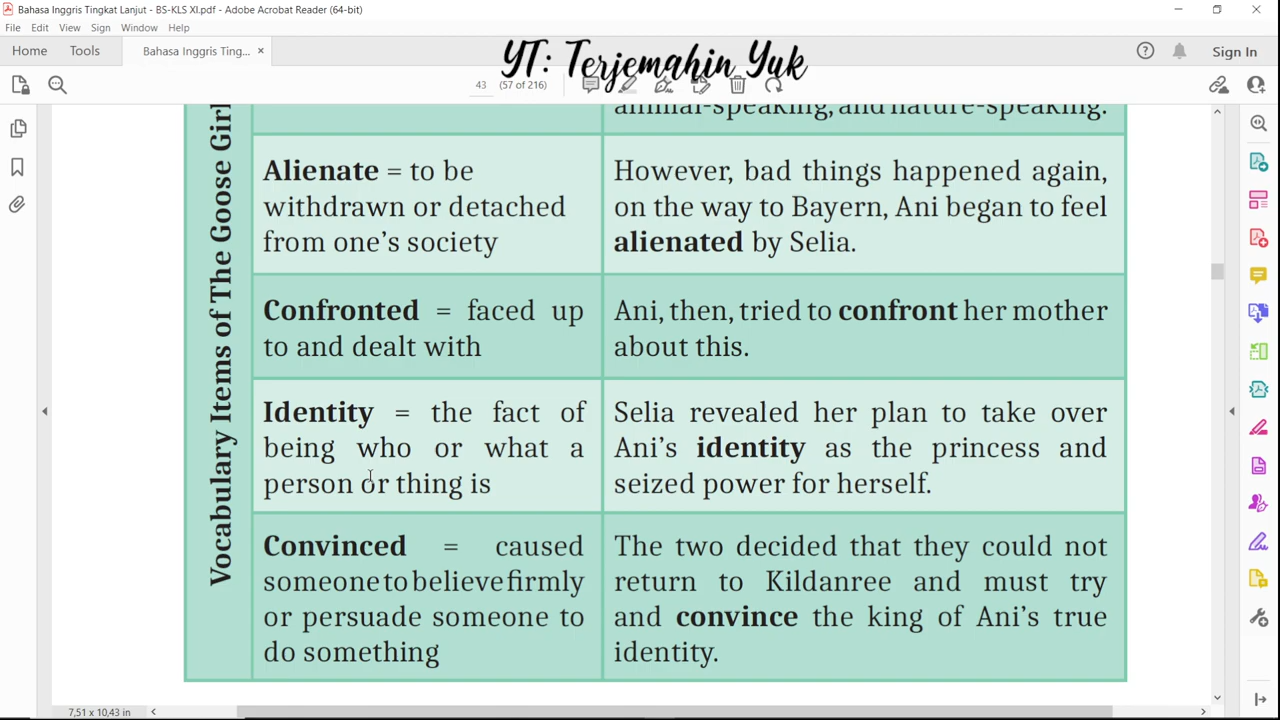 Bahasa Inggris Tingkat Lanjut - BS-KLS XI.pdf - Adobe Acrobat Reader (64-bit)
File Edit View Sign Window Help
Home Tools Bahasa Inggris Ting... × Sign In
YT: Terjemahin Yuk
43 (57 of 216)
Vocabulary Items of The Goose Girl
animal-speaking, and nature-speaking.
Alienate = to be
withdrawn or detached
from one's society
However, bad things happened again,
on the way to Bayern, Ani began to feel
alienated by Selia.
Confronted = faced up
to and dealt with
Ani, then, tried to confront her mother
about this.
Identity = the fact of
being who or what a
person or thing is
Selia revealed her plan to take over
Ani's identity as the princess and
seized power for herself.
Convinced = caused
someone to believe firmly
or persuade someone to
do something
The two decided that they could not
return to Kildanree and must try
and convince the king of Ani's true
identity.
7,51 x 10,43 in